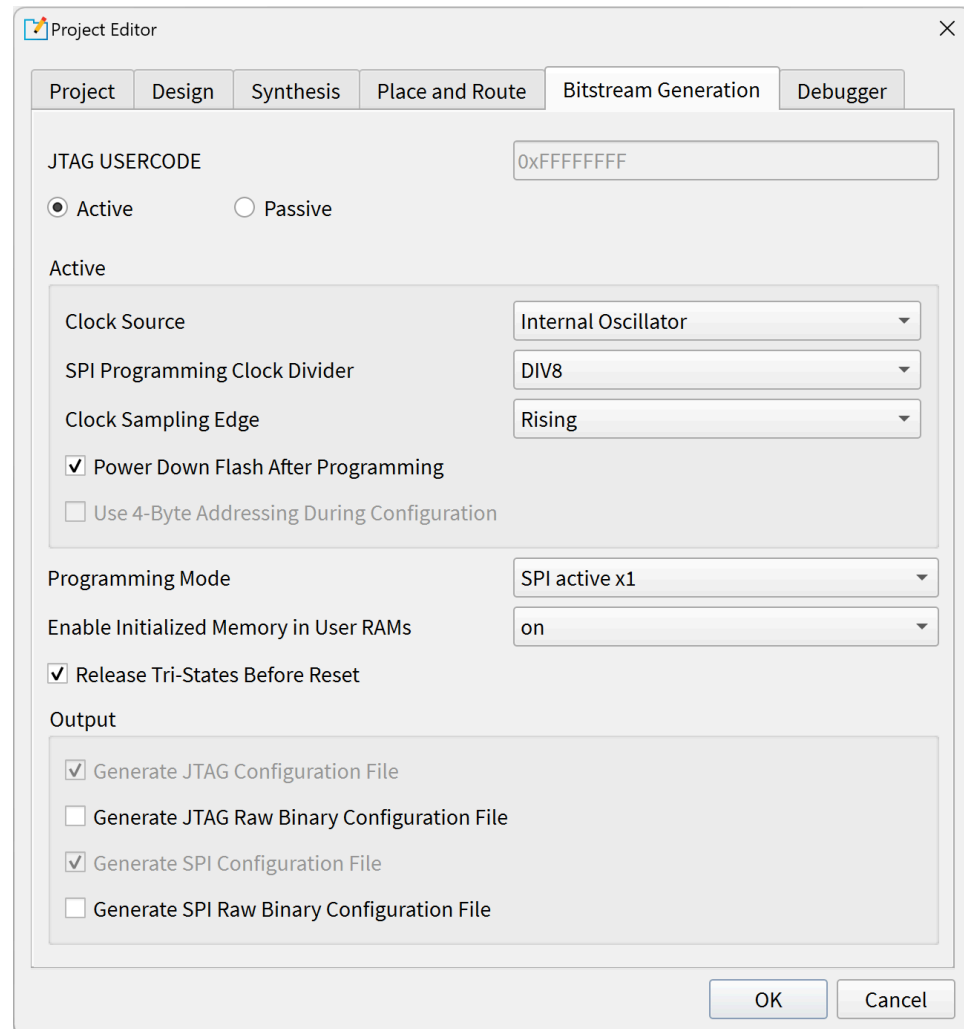 Project Editor
Project Design Synthesis Place and Route Bitstream Generation Debugger
JTAG USERCODE 0xFFFFFFFF
Active Passive
Active
Clock Source Internal Oscillator
SPI Programming Clock Divider DIV8
Clock Sampling Edge Rising
Power Down Flash After Programming
Use 4-Byte Addressing During Configuration
Programming Mode SPI active x1
Enable Initialized Memory in User RAMs on
Release Tri-States Before Reset
Output
Generate JTAG Configuration File
Generate JTAG Raw Binary Configuration File
Generate SPI Configuration File
Generate SPI Raw Binary Configuration File
OK Cancel